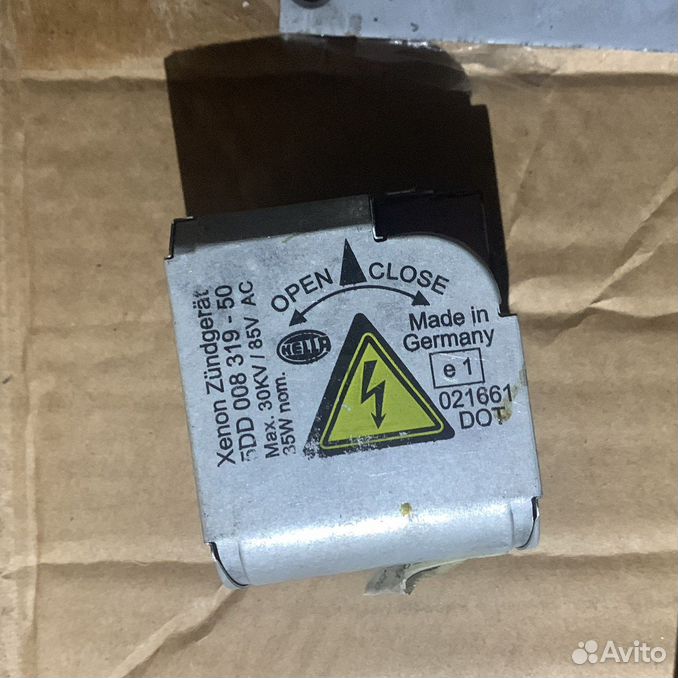 OPEN CLOSE
HELLA
Xenon Zündgerät
5DD 008 319 - 50
Max. 30KV / 85V AC
35W nom.
Made in
Germany
e 1
021661
DOT
Avito